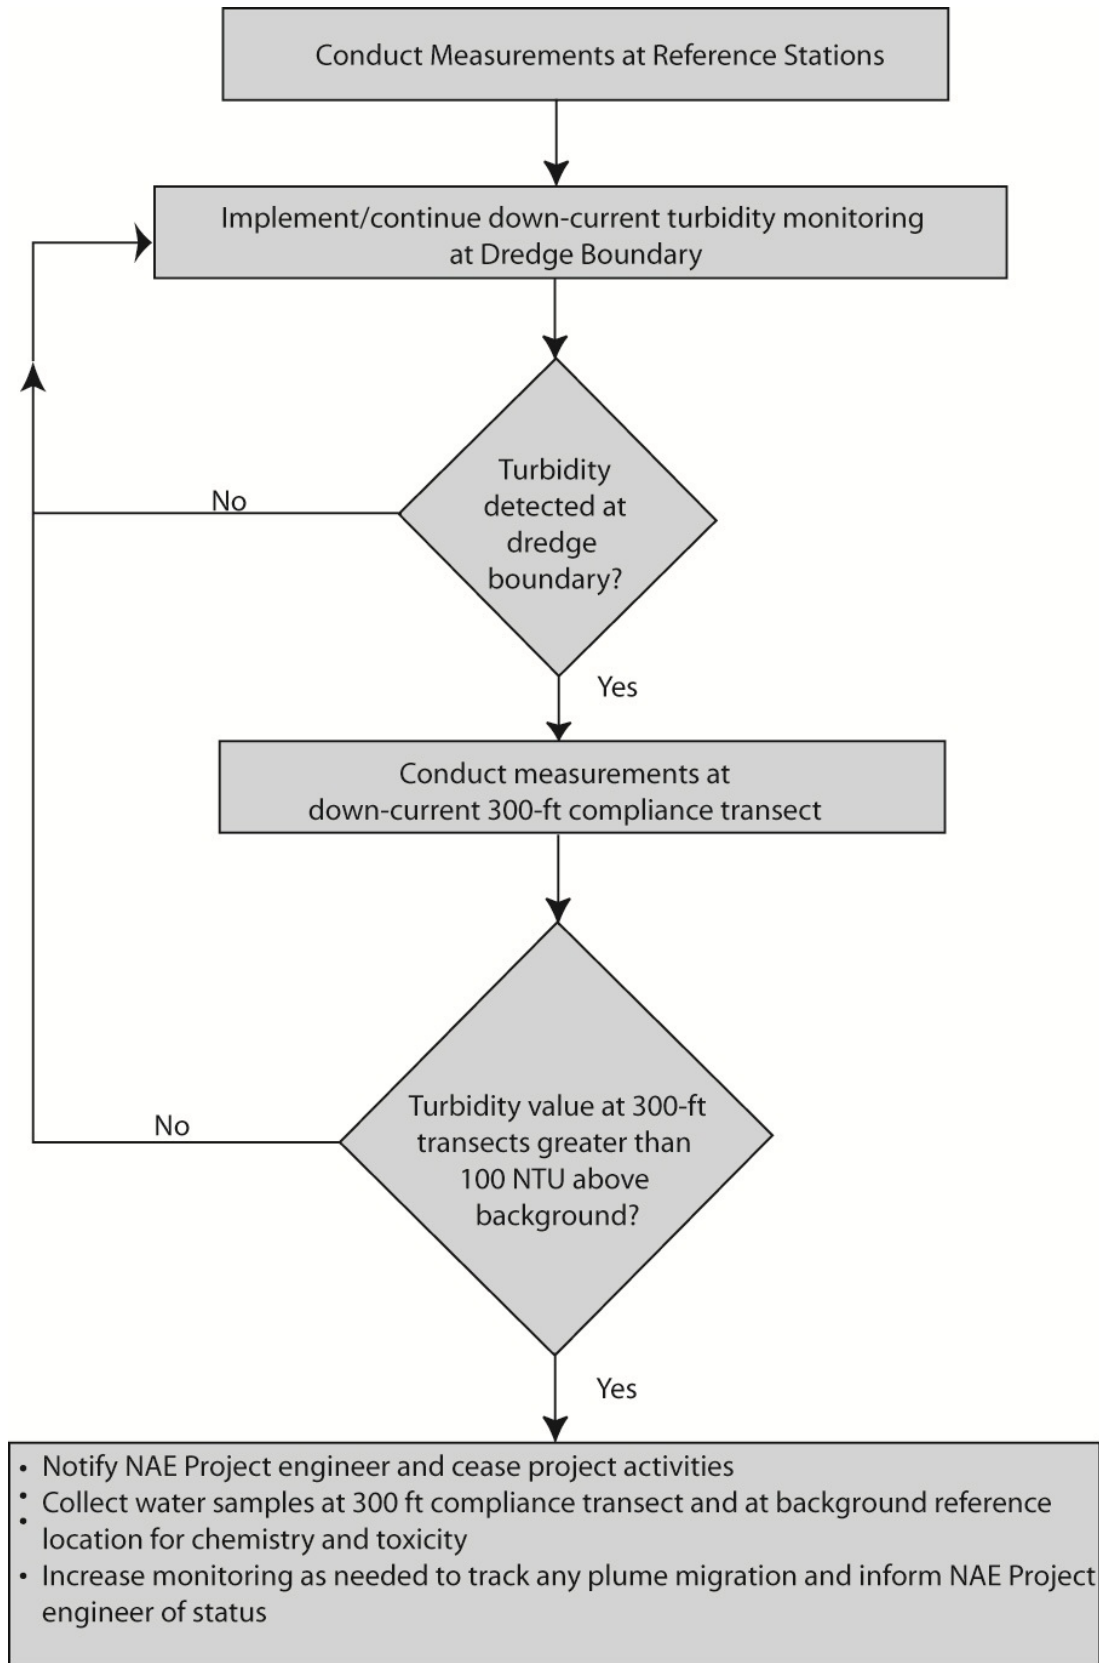 Conduct Measurements at Reference Stations
Implement/continue down-current turbidity monitoring
at Dredge Boundary
Turbidity
detected at
dredge
boundary?
No
Yes
Conduct measurements at
down-current 300-ft compliance transect
Turbidity value at 300-ft
transects greater than
100 NTU above
background?
No
Yes
• Notify NAE Project engineer and cease project activities
• Collect water samples at 300 ft compliance transect and at background reference
• location for chemistry and toxicity
• Increase monitoring as needed to track any plume migration and inform NAE Project
engineer of status